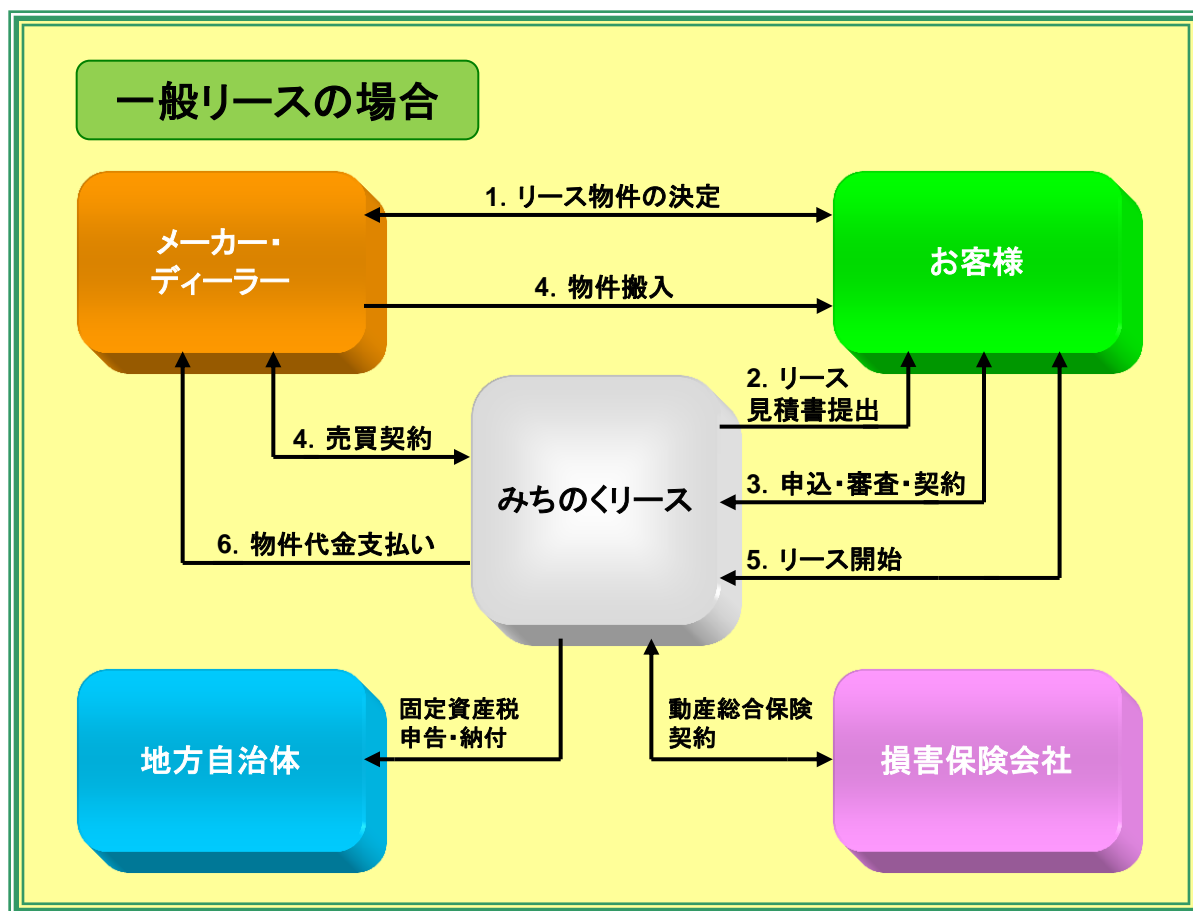 一般リースの場合
1. リース物件の決定
メーカー・
ディーラー
お客様
4. 物件搬入
2. リース
見積書提出
4. 売買契約
みちのくリース
3. 申込・審査・契約
6. 物件代金支払い
5. リース開始
固定資産税
申告・納付
動産総合保険
契約
地方自治体
損害保険会社